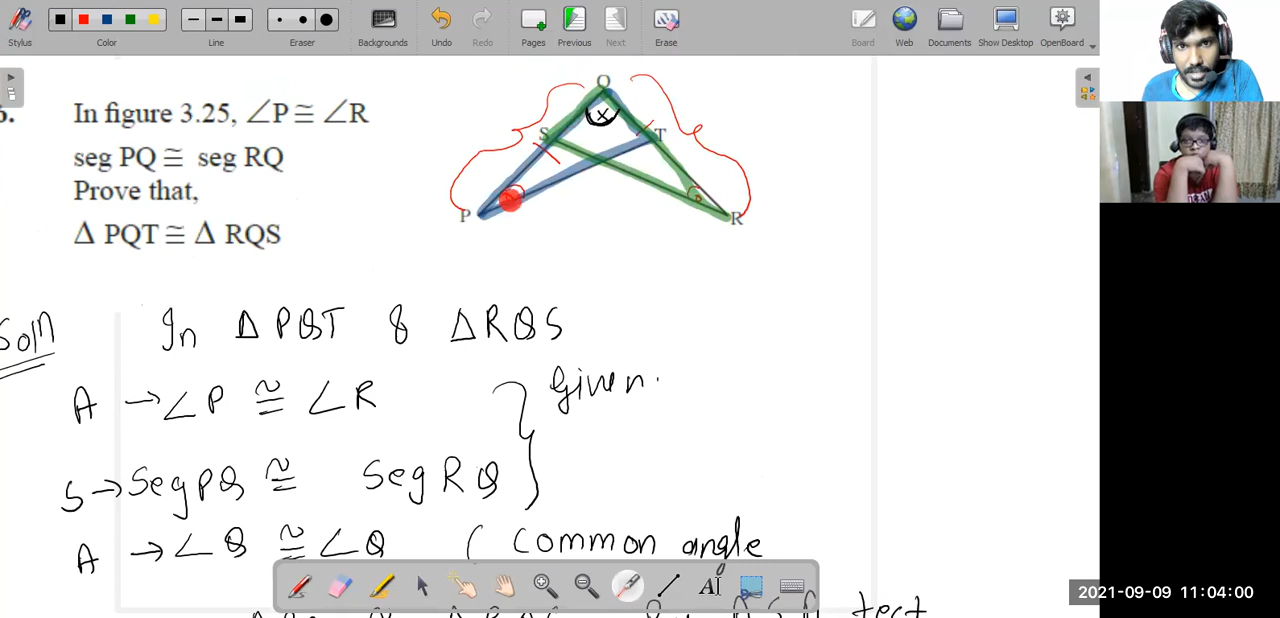 Stylus
Color
Line
Eraser
Backgrounds
Undo
Redo
Pages
Previous
Next
Erase
Board
Web
Documents
Show Desktop
OpenBoard
In figure 3.25, ∠P ≅ ∠R
seg PQ ≅ seg RQ
Prove that,
Δ PQT ≅ Δ RQS
Q
S
T
x
P
R
Soln
In Δ PQT & Δ RQS
A → ∠P ≅ ∠R
Given.
S → seg PQ ≅ seg RQ
A → ∠Q ≅ ∠Q (common angle
test
2021-09-09 11:04:00